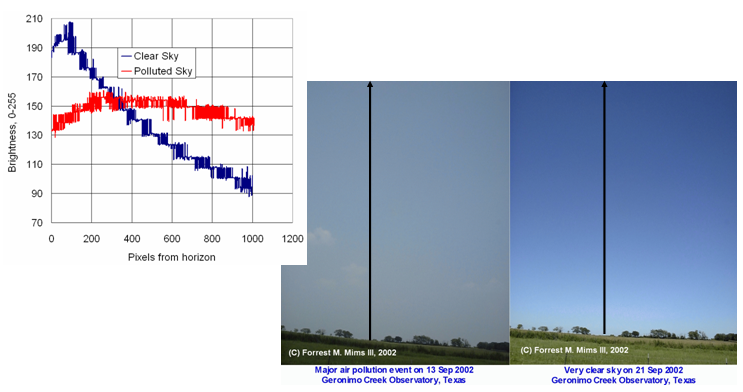 210
190
170
150
130
110
90
70
Brightness, 0-255
Clear Sky
Polluted Sky
0 200 400 600 800 1000 1200
Pixels from horizon
(C) Forrest M. Mims III, 2002
(C) Forrest M. Mims III, 2002
Major air pollution event on 13 Sep 2002
Geronimo Creek Observatory, Texas
Very clear sky on 21 Sep 2002
Geronimo Creek Observatory, Texas